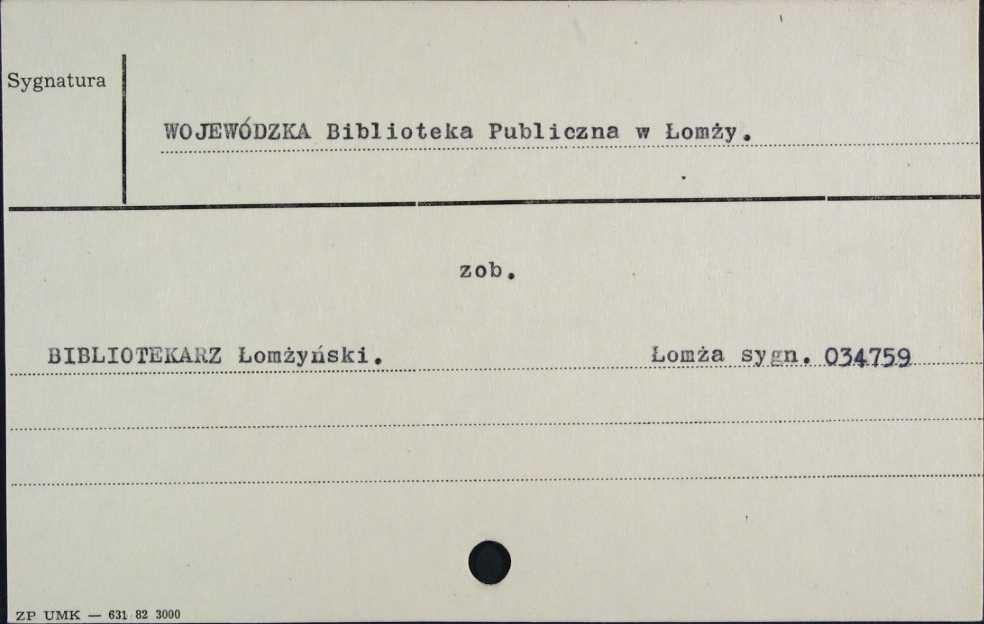 Sygnatura
WOJEWÓDZKA Biblioteka Publiczna w Łomży.
zob.
BIBLIOTEKARZ Łomżyński. Łomża sygn. 034759
ZP UMK — 631 82 3000